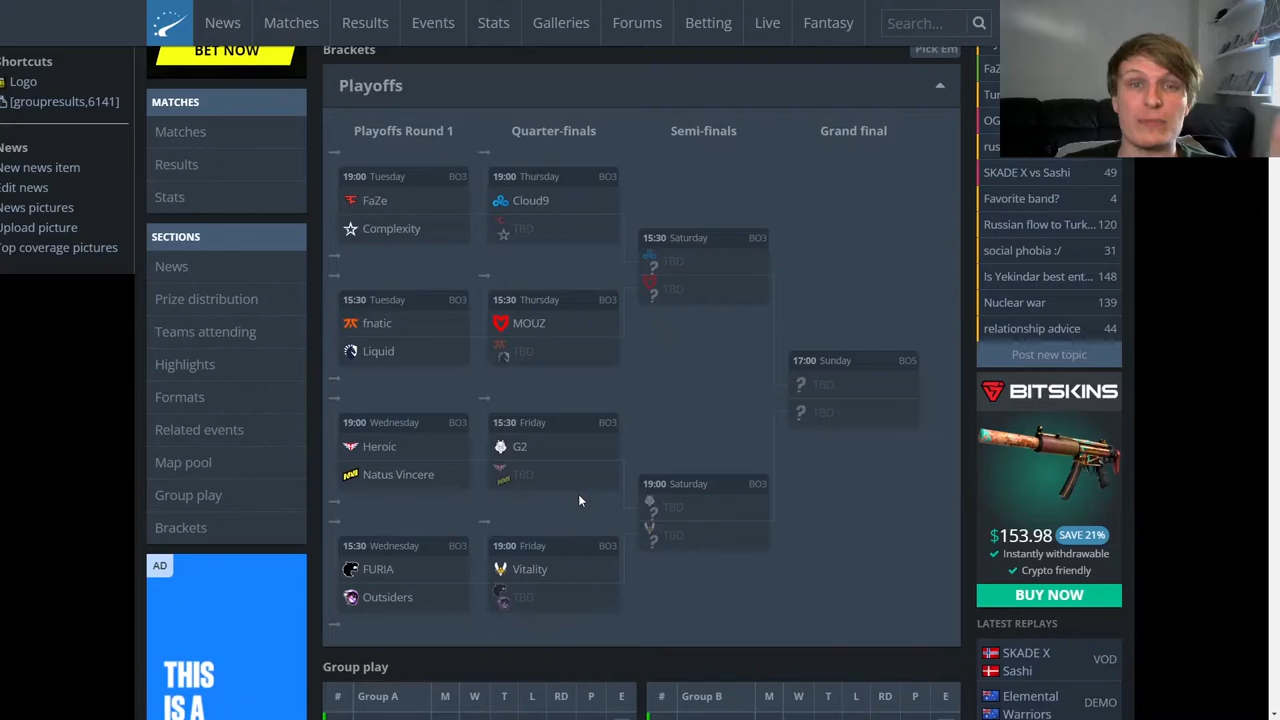 News Matches Results Events Stats Galleries Forums Betting Live Fantasy Search...
Shortcuts
Logo
[groupresults,6141]
News
New news item
Edit news
News pictures
Upload picture
Top coverage pictures
BET NOW
MATCHES
Matches
Results
Stats
SECTIONS
News
Prize distribution
Teams attending
Highlights
Formats
Related events
Map pool
Group play
Brackets
AD
THIS
IS A
Brackets
Pick Em
Playoffs
Playoffs Round 1 Quarter-finals Semi-finals Grand final
19:00 Tuesday BO3
FaZe
Complexity
15:30 Tuesday BO3
fnatic
Liquid
19:00 Wednesday BO3
Heroic
Natus Vincere
15:30 Wednesday BO3
FURIA
Outsiders
19:00 Thursday BO3
Cloud9
TBD
15:30 Thursday BO3
MOUZ
TBD
15:30 Friday BO3
G2
TBD
19:00 Friday BO3
Vitality
TBD
15:30 Saturday BO3
TBD
TBD
19:00 Saturday BO3
TBD
TBD
17:00 Sunday BO5
TBD
TBD
Group play
# Group A M W T L RD P E
# Group B M W T L RD P E
FaZ
Tur
OG
rus
SKADE X vs Sashi 49
Favorite band? 4
Russian flow to Turk... 120
social phobia :/ 31
Is Yekindar best ent... 148
Nuclear war 139
relationship advice 44
Post new topic
BITSKINS
$153.98 SAVE 21%
Instantly withdrawable
Crypto friendly
BUY NOW
LATEST REPLAYS
SKADE X
Sashi
VOD
Elemental
Warriors
DEMO